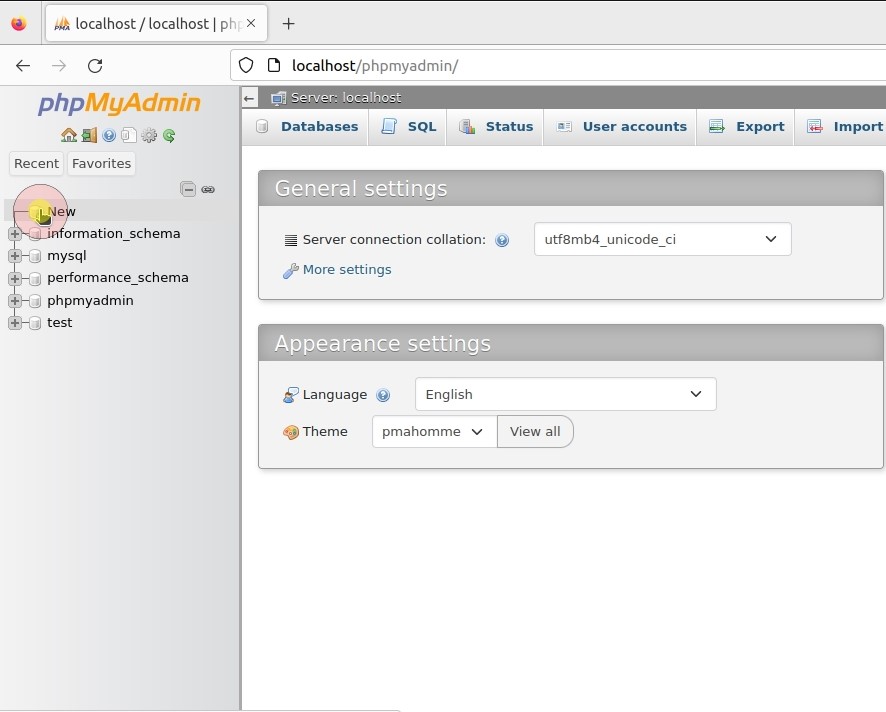 localhost / localhost | php
localhost/phpmyadmin/
phpMyAdmin
Recent Favorites
New
information_schema
mysql
performance_schema
phpmyadmin
test
Server: localhost
Databases SQL Status User accounts Export Import
General settings
Server connection collation: utf8mb4_unicode_ci
More settings
Appearance settings
Language English
Theme pmahomme View all